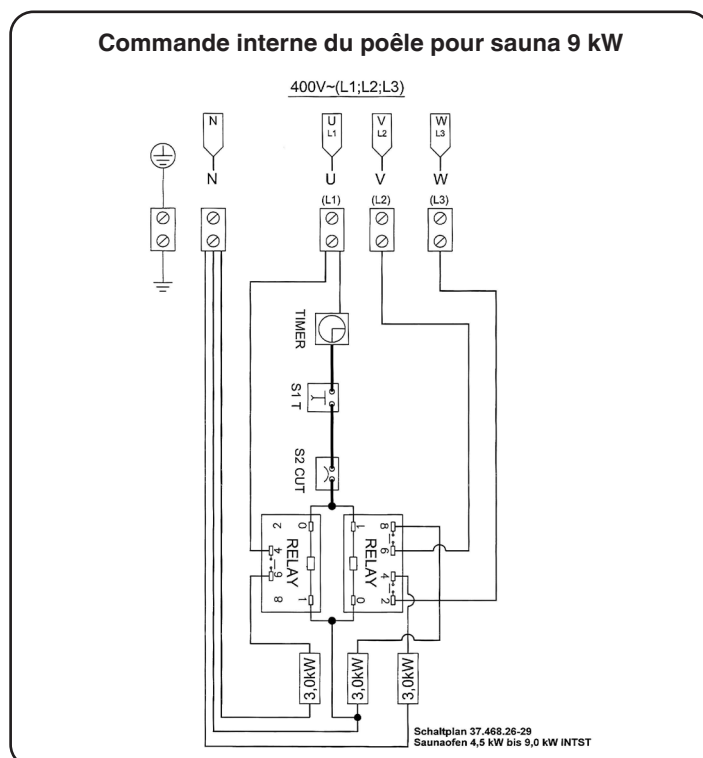 Commande interne du poêle pour sauna 9 kW
400V~(L1;L2;L3)
N
U
L1
V
L2
W
L3
N
U
V
W
(L1)
(L2)
(L3)
TIMER
S1 T
S2 CUT
2
0
1
8
4
RELAY
RELAY
6
6
4
8
1
0
2
3,0kW
3,0kW
3,0kW
Schaltplan 37.468.26-29
Saunaofen 4,5 kW bis 9,0 kW INTST